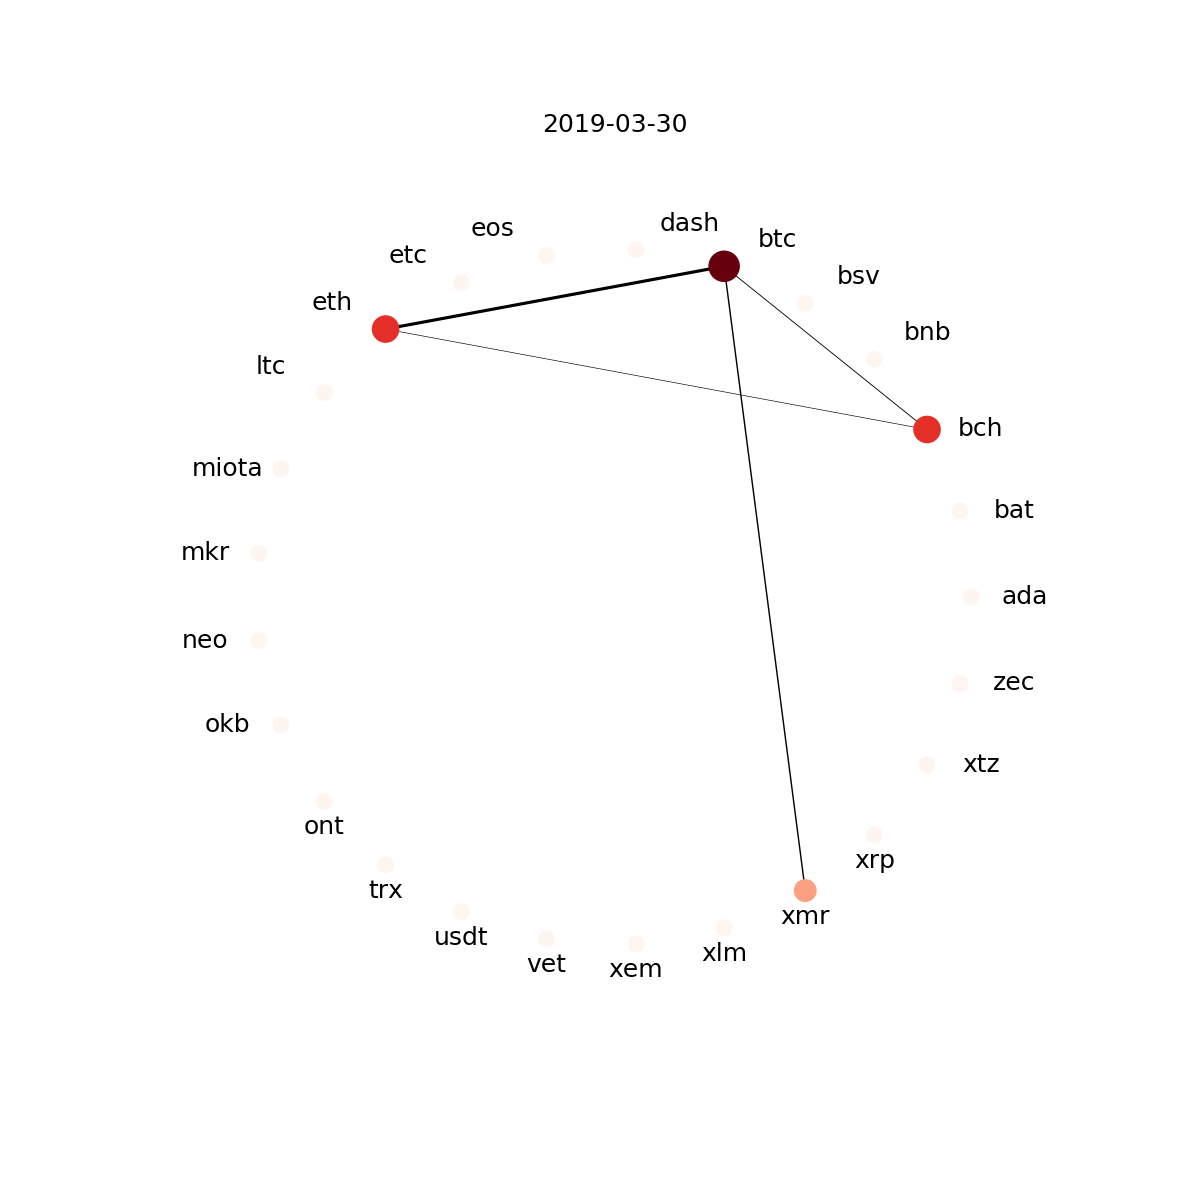 2019-03-30
dash
eos
btc
etc
bsv
eth
bnb
ltc
bch
miota
bat
mkr
ada
neo
zec
okb
xtz
ont
xrp
trx
xmr
usdt
xlm
vet
xem